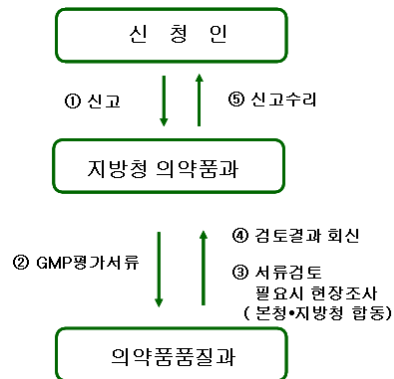 신 청 인
① 신고
⑤ 신고수리
지방청 의약품과
② GMP평가서류
④ 검토결과 회신
③ 서류검토
필요시 현장조사
( 본청•지방청 합동)
의약품품질과